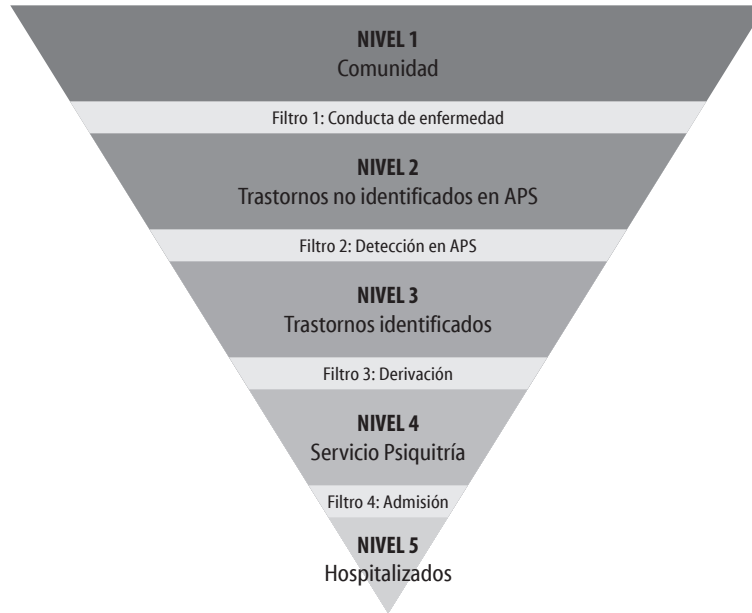 NIVEL 1
Comunidad
Filtro 1: Conducta de enfermedad
NIVEL 2
Trastornos no identificados en APS
Filtro 2: Detección en APS
NIVEL 3
Trastornos identificados
Filtro 3: Derivación
NIVEL 4
Servicio Psiquitría
Filtro 4: Admisión
NIVEL 5
Hospitalizados